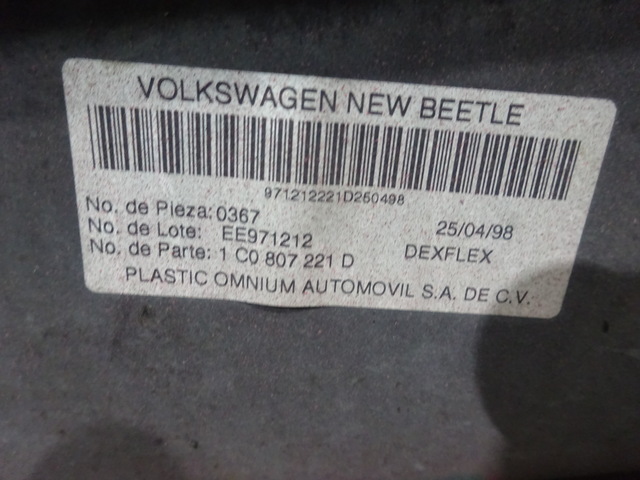 VOLKSWAGEN NEW BEETLE
971212221D250498
No. de Pieza: 0367
25/04/98
No. de Lote: EE971212
DEXFLEX
No. de Parte: 1 C0 807 221 D
PLASTIC OMNIUM AUTOMOVIL S.A. DE C.V.